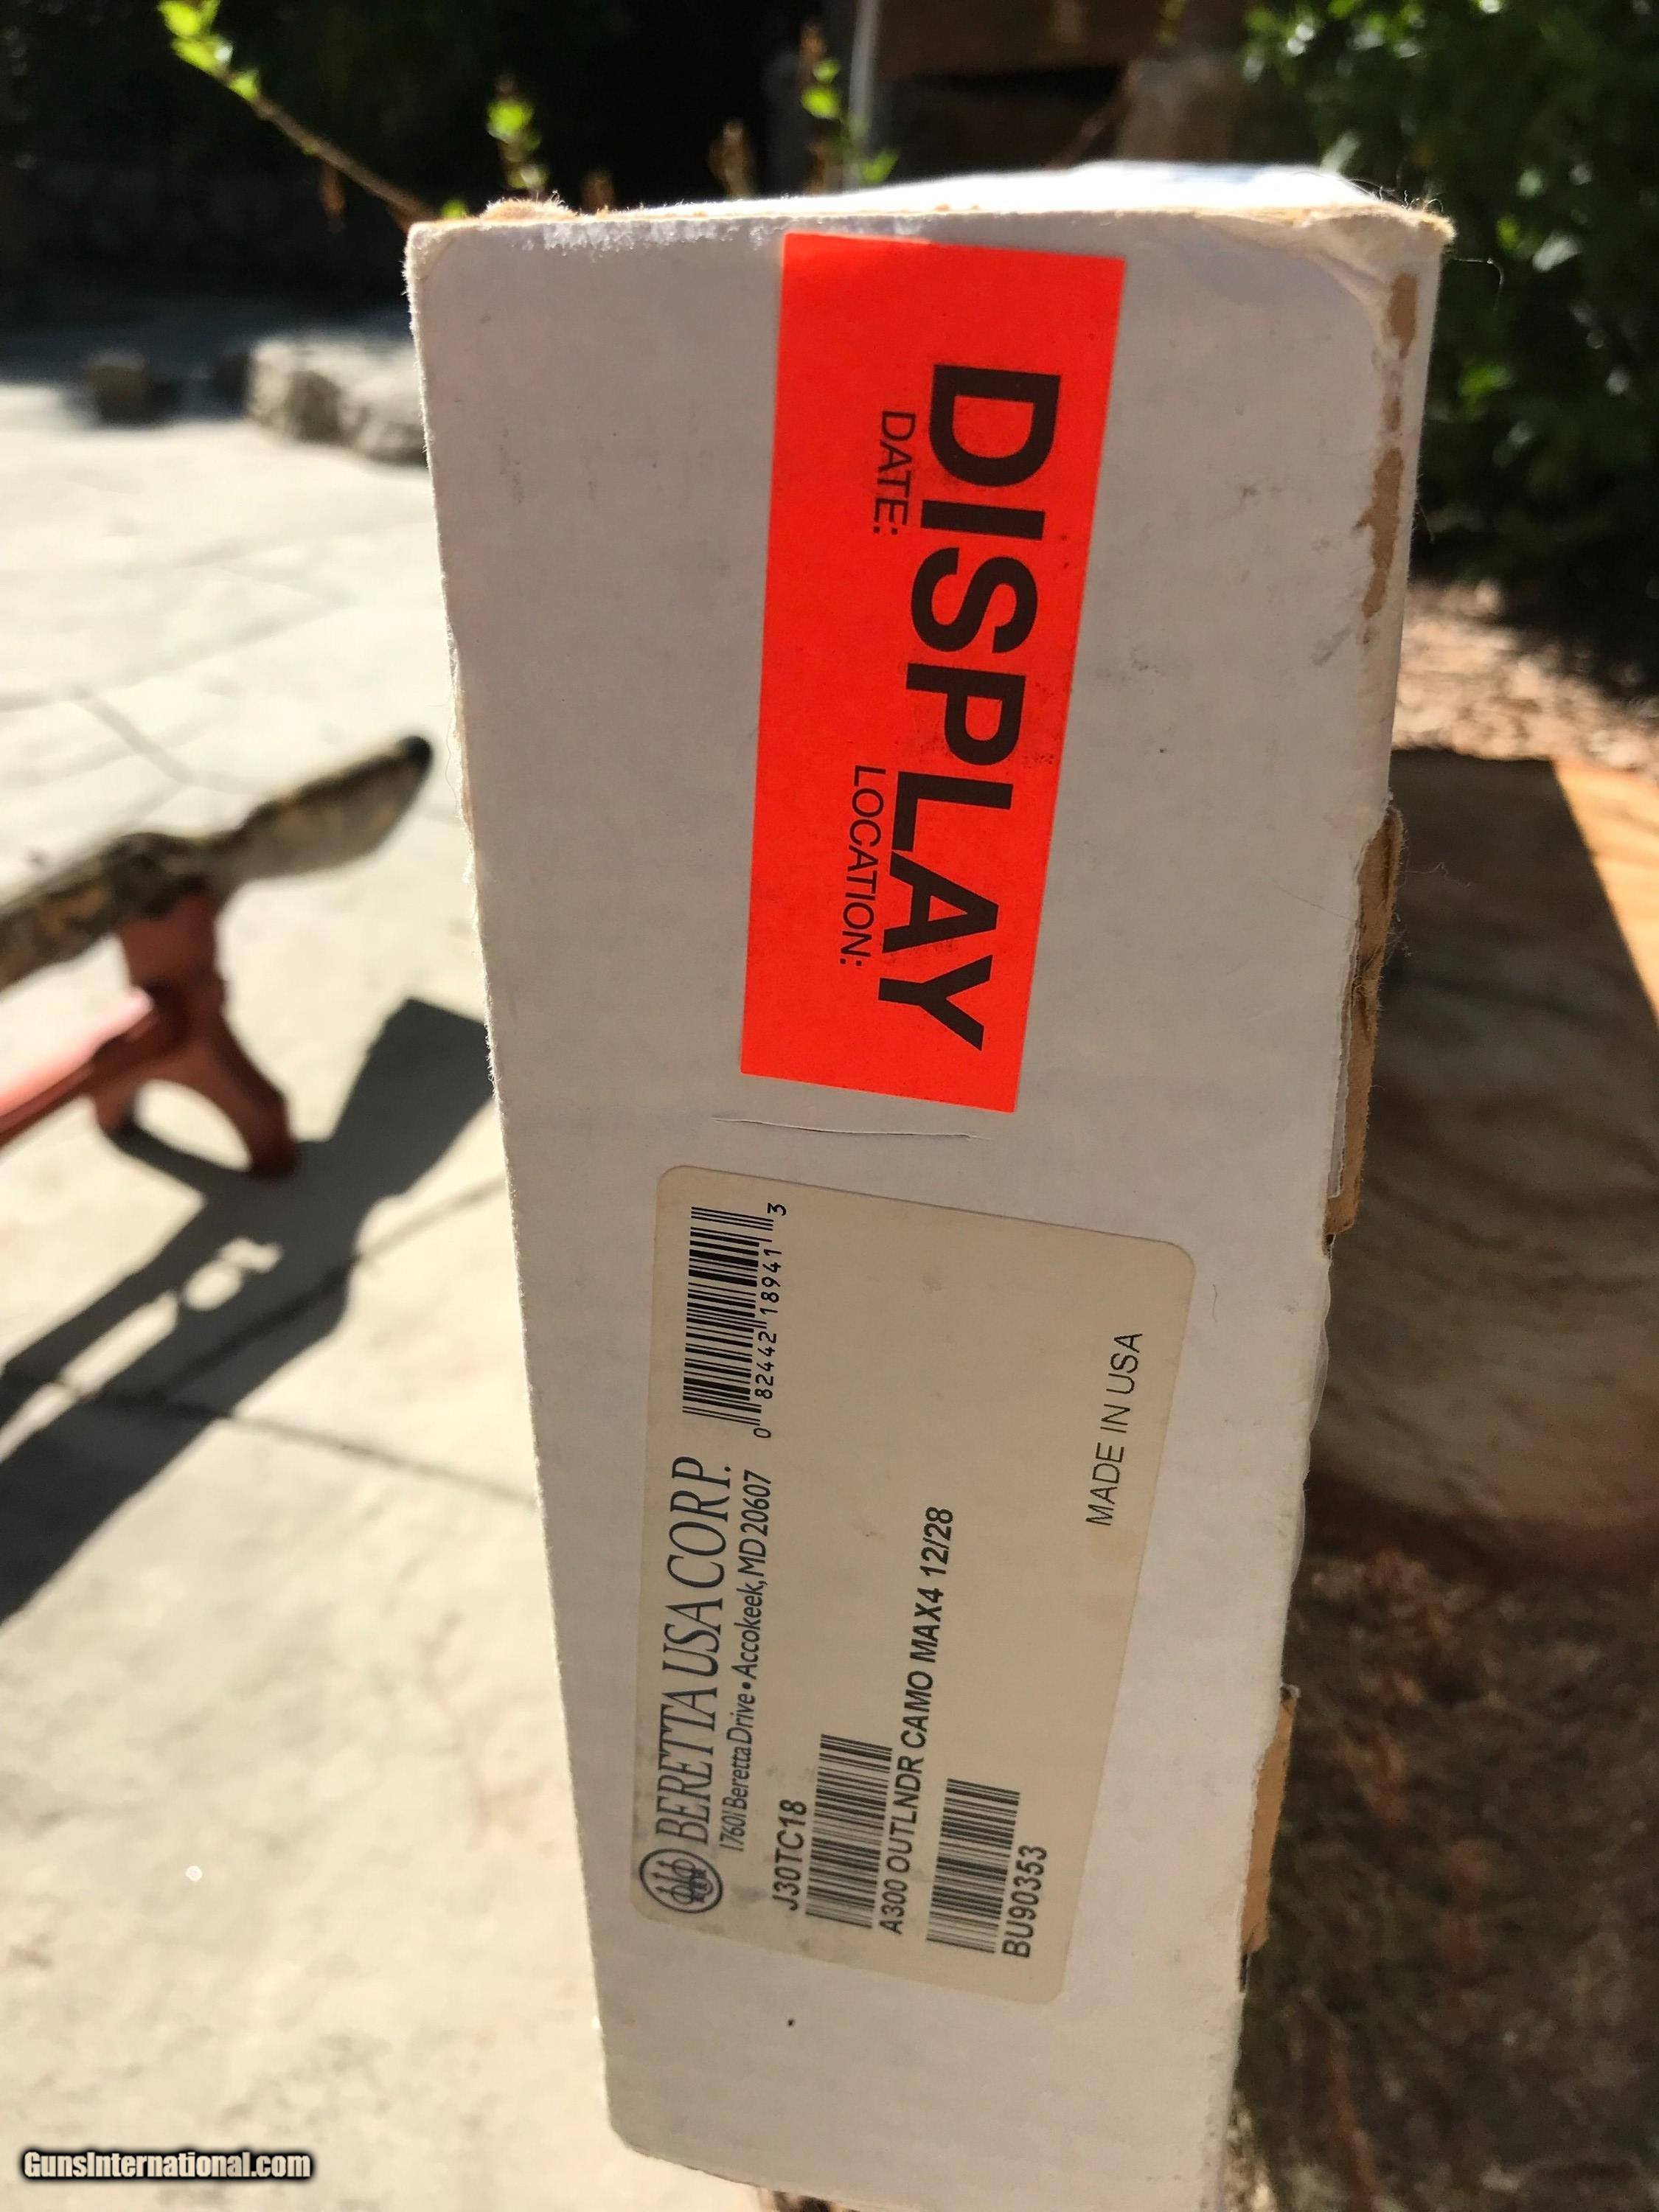 DISPLAY
DATE:
LOCATION:
BERETTA USA CORP.
17601 Beretta Drive • Accokeek, MD 20607
0 82442 18941 3
J30TC18
A300 OUTLNDR CAMO MAX4 12/28
BU90353
MADE IN USA
GunsInternational.com